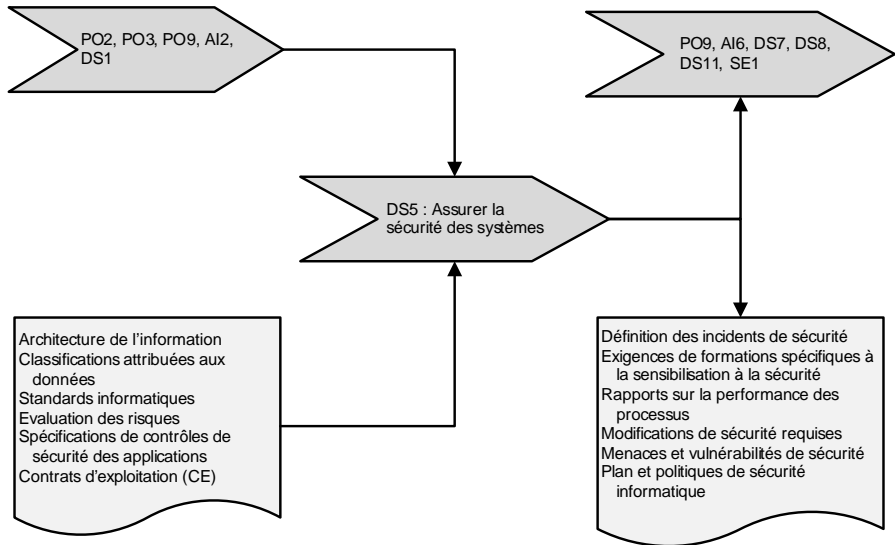 PO2, PO3, PO9, AI2,
DS1
PO9, AI6, DS7, DS8,
DS11, SE1
DS5 : Assurer la
sécurité des systèmes
Architecture de l'information
Classifications attribuées aux
données
Standards informatiques
Evaluation des risques
Spécifications de contrôles de
sécurité des applications
Contrats d'exploitation (CE)
Définition des incidents de sécurité
Exigences de formations spécifiques à
la sensibilisation à la sécurité
Rapports sur la performance des
processus
Modifications de sécurité requises
Menaces et vulnérabilités de sécurité
Plan et politiques de sécurité
informatique